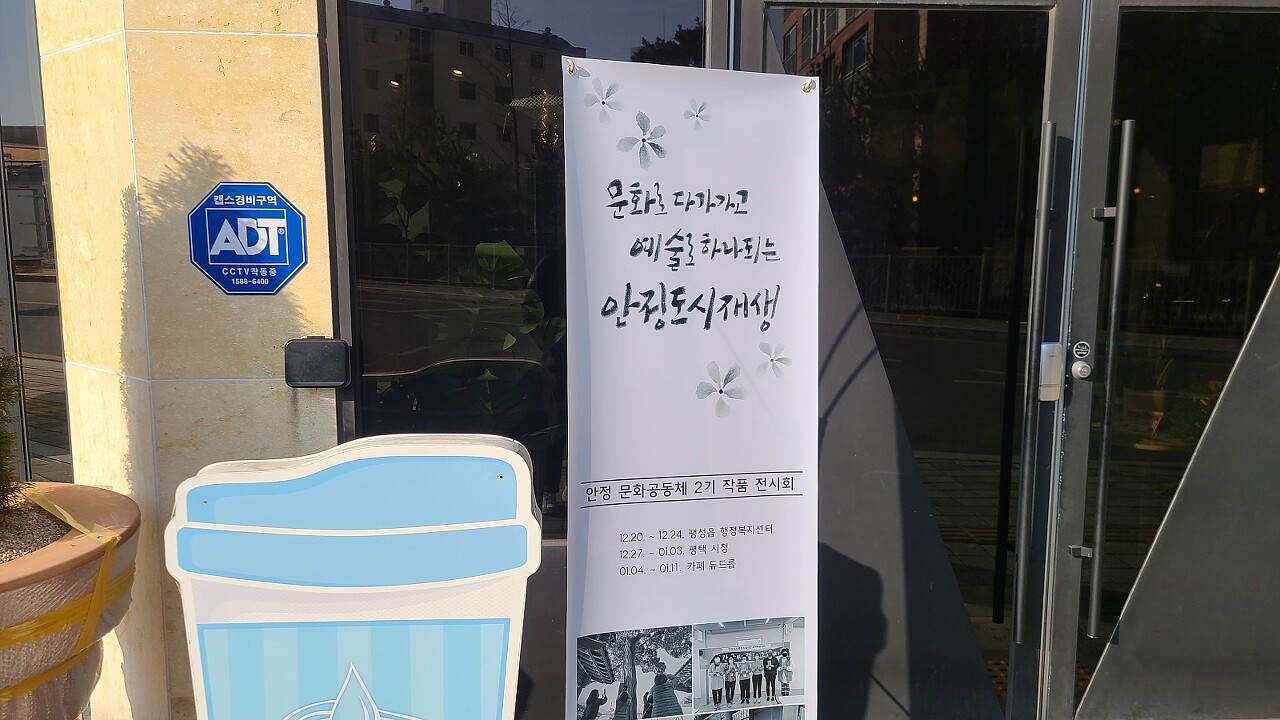 캡스경비구역
ADT®
CCTV작동중
1588-6400
문화로 다가가고
예술로 하나되는
안정도시재생
안정 문화공동체 2기 작품 전시회
12.20. ~ 12.24. 팽성읍 행정복지센터
12.27. ~ 01.03. 평택 시청
01.04. ~ 01.11. 카페 듀드롭